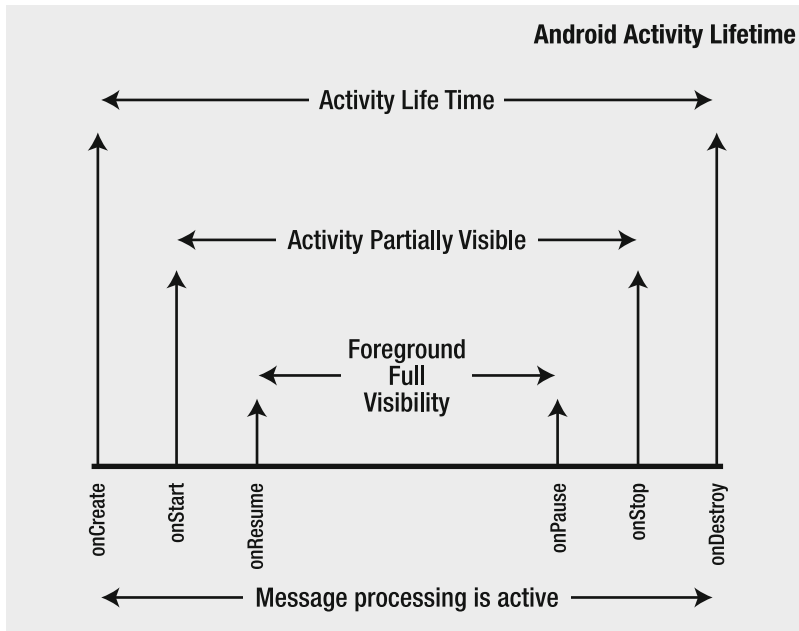 Android Activity Lifetime
Activity Life Time
Activity Partially Visible
Foreground
Full
Visibility
onCreate
onStart
onResume
onPause
onStop
onDestroy
Message processing is active